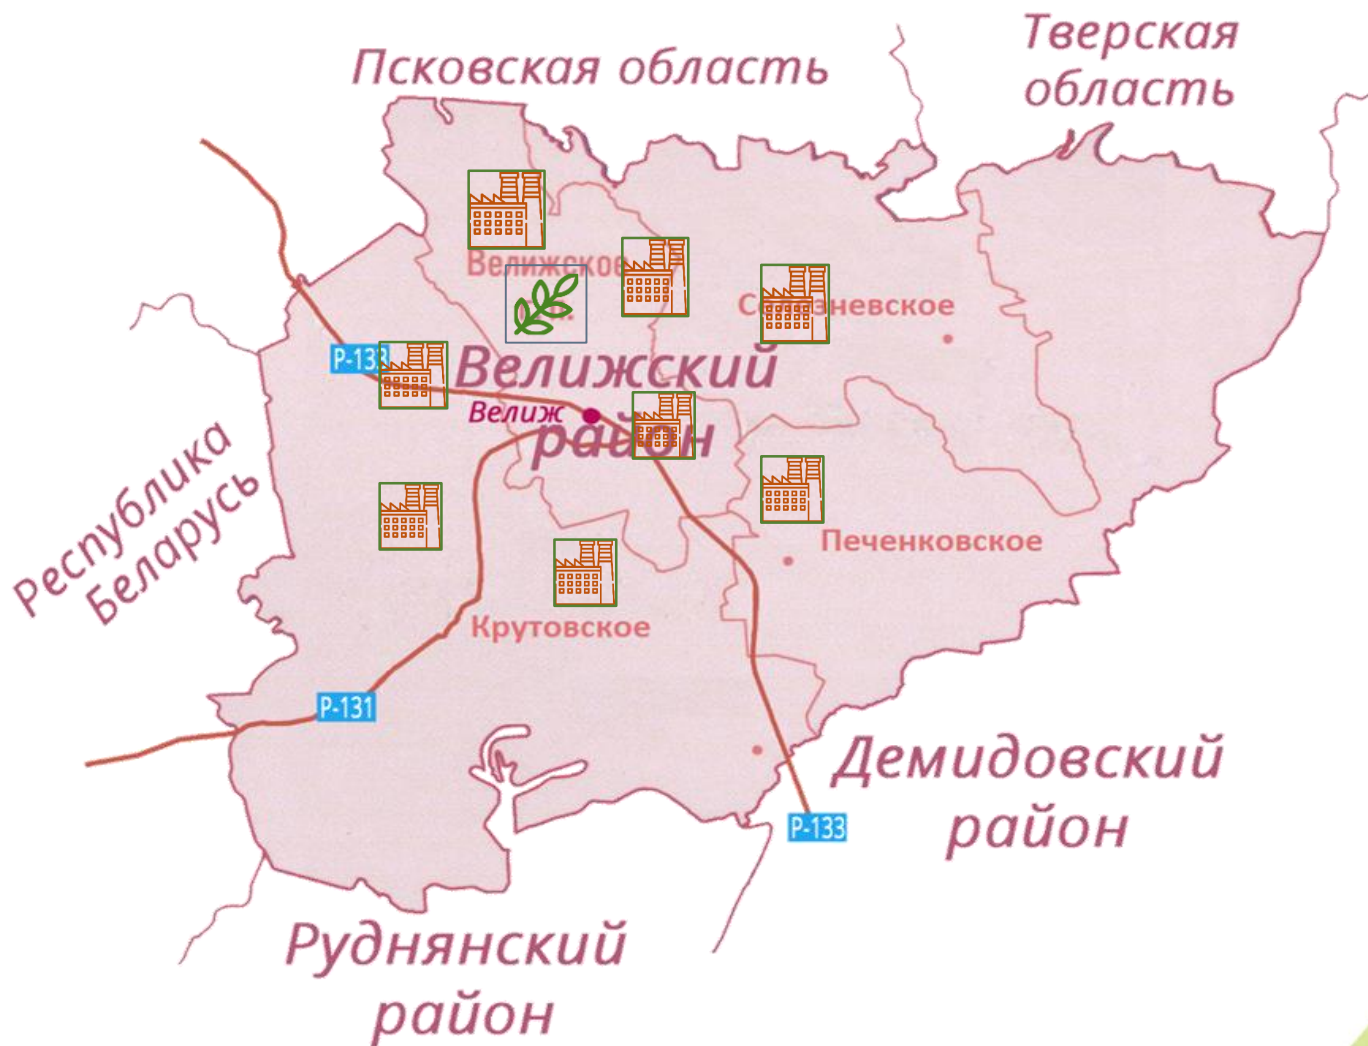 Псковская область
Тверская
область
Велижское
Селезневское
Р-133
Велижский
район
Велиж
Республика
Беларусь
Печенковское
Крутовское
Р-131
Демидовский
район
Р-133
Руднянский
район